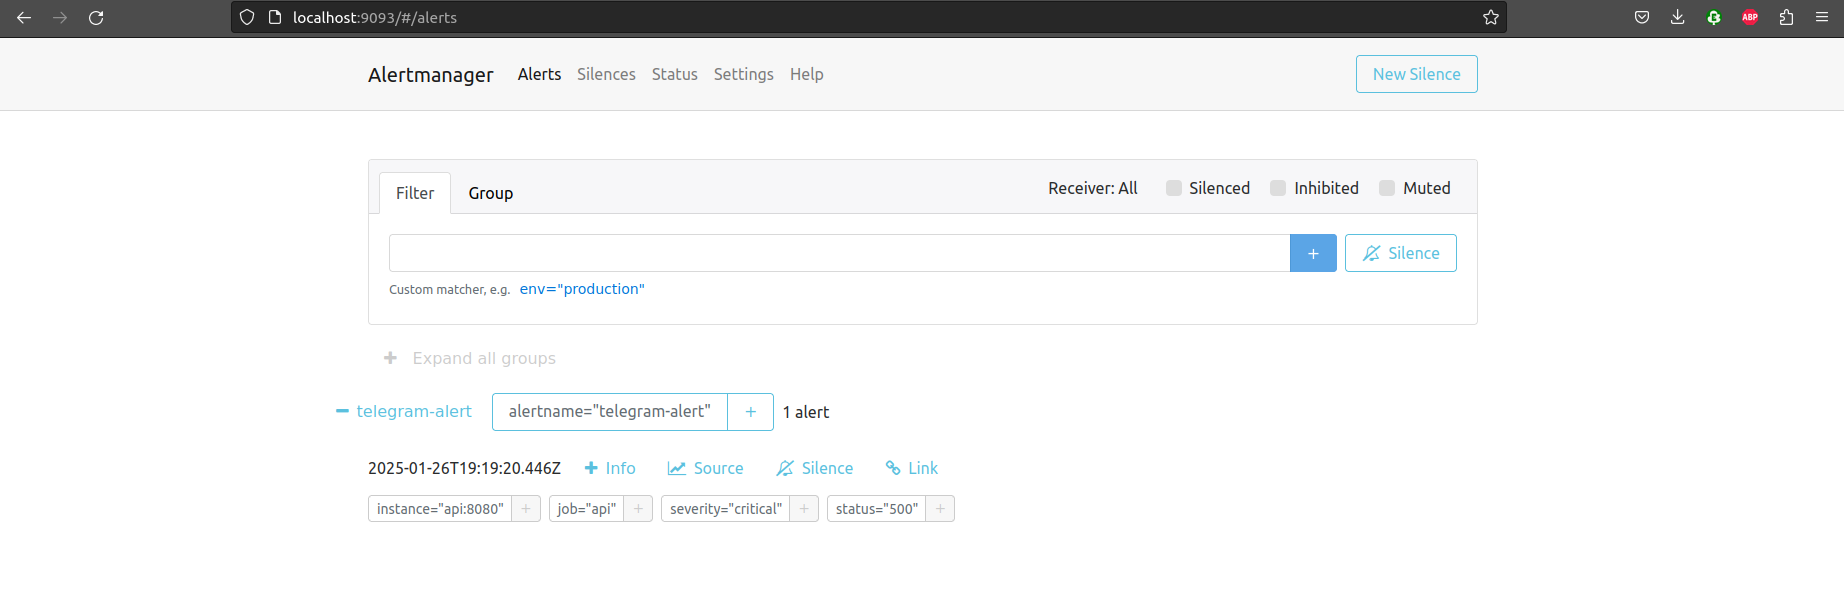 localhost:9093/#/alerts
ABP
Alertmanager Alerts Silences Status Settings Help New Silence
Filter Group Receiver: All Silenced Inhibited Muted
+ Silence
Custom matcher, e.g. env="production"
+ Expand all groups
− telegram-alert alertname="telegram-alert" + 1 alert
2025-01-26T19:19:20.446Z + Info Source Silence Link
instance="api:8080" + job="api" + severity="critical" + status="500" +